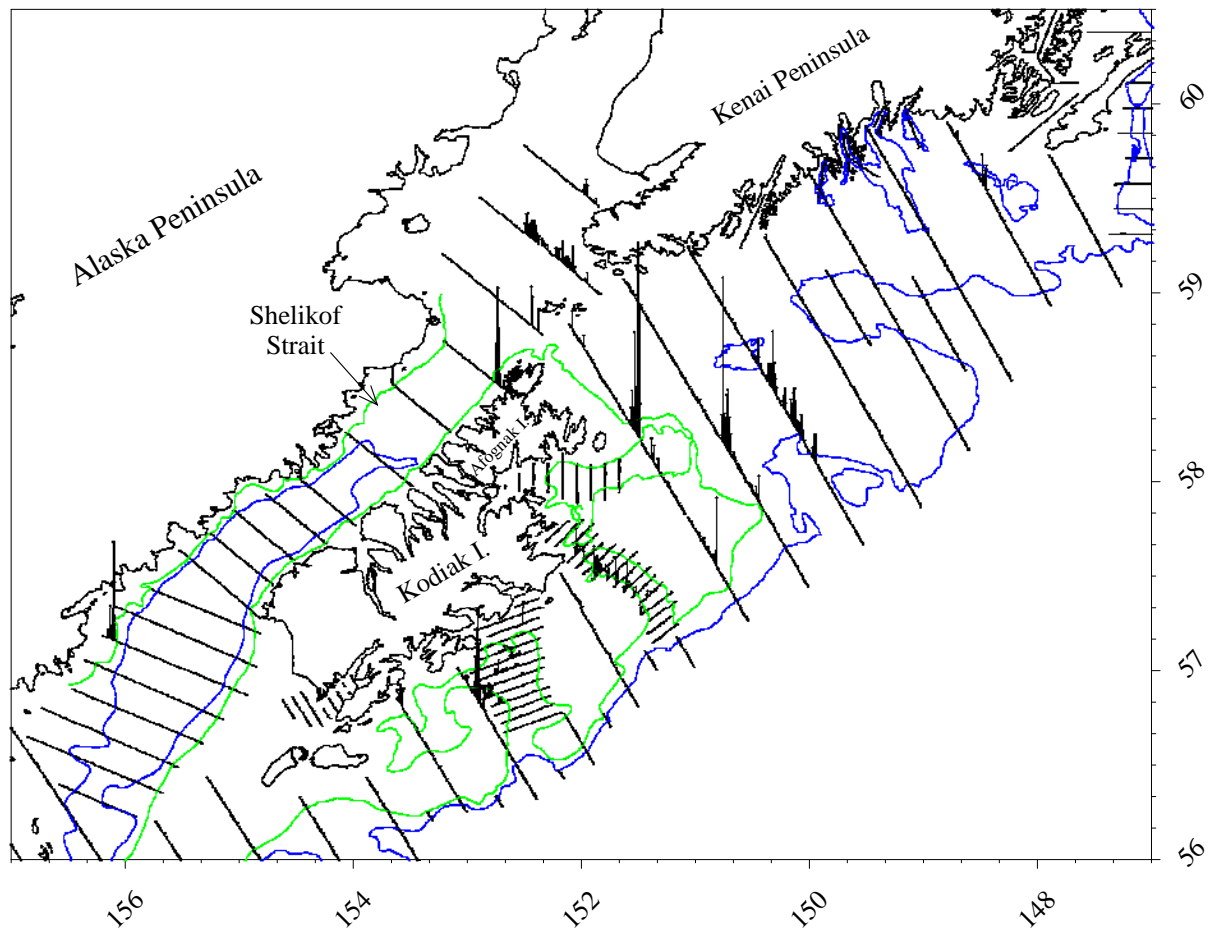 Kenai Peninsula
Alaska Peninsula
Shelikof
Strait
Afognak I.
Kodiak I.
60
59
58
57
56
156
154
152
150
148